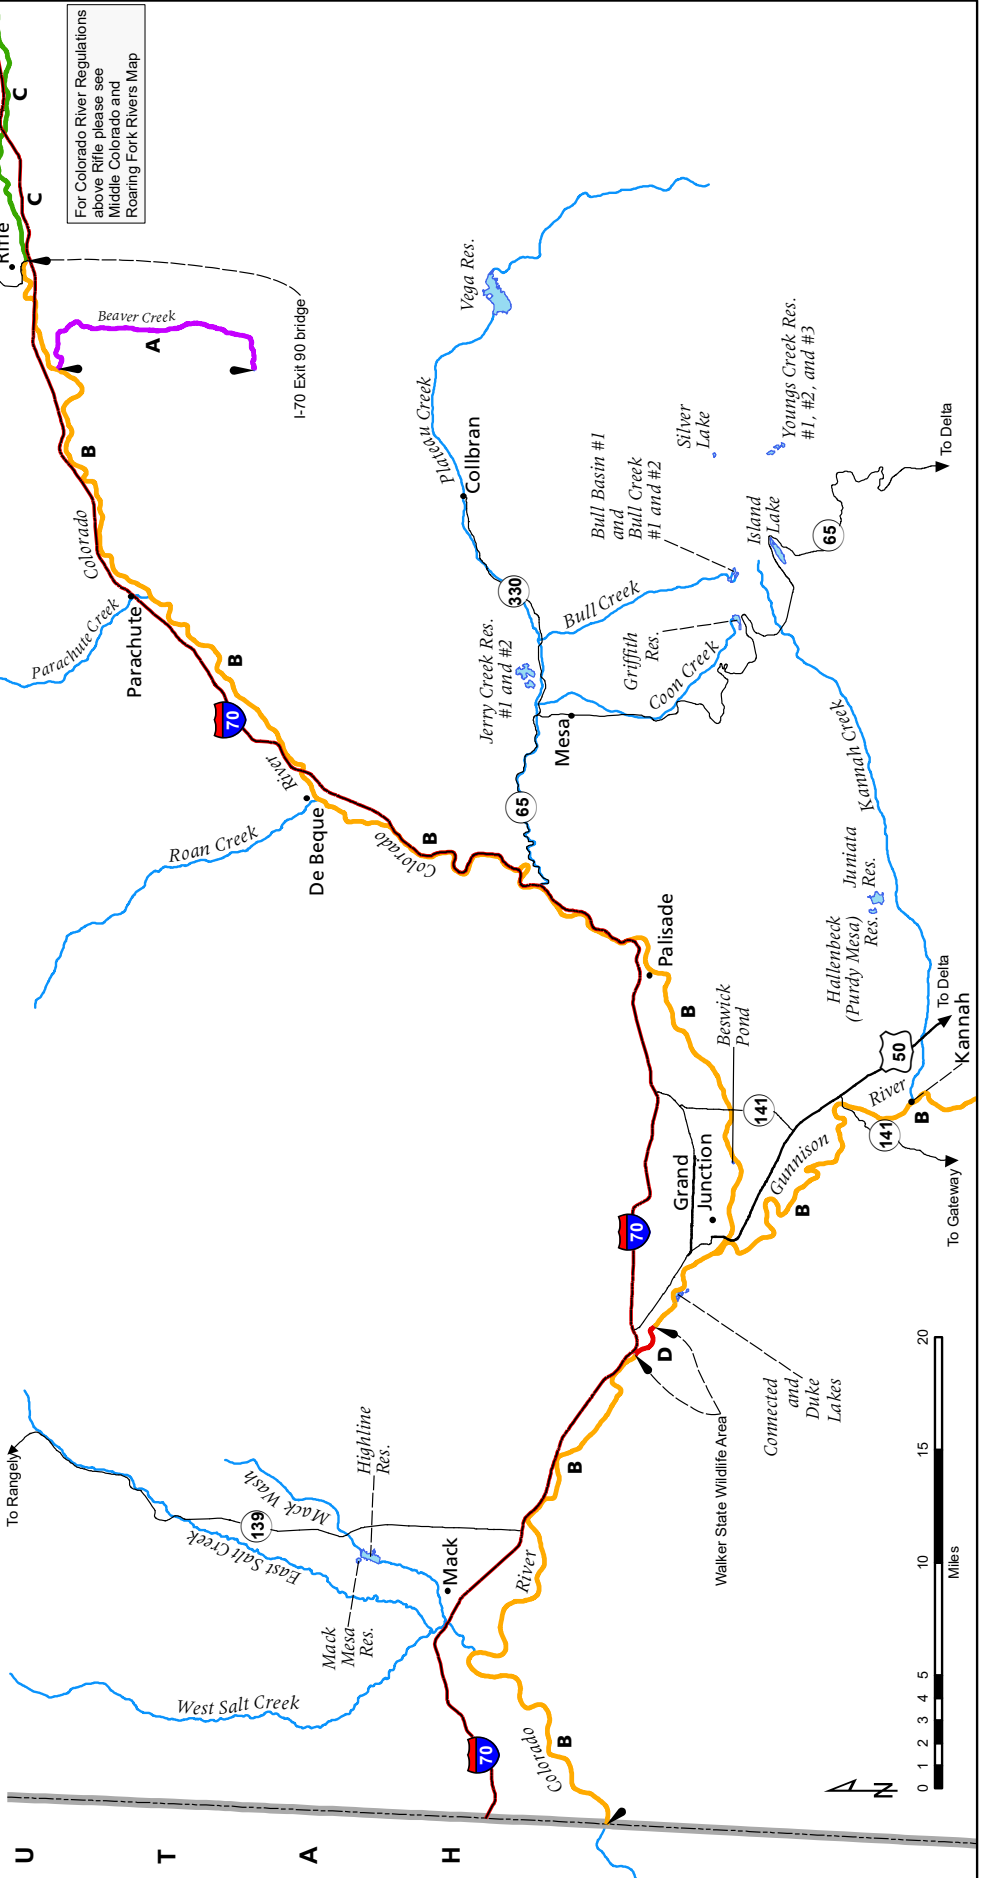 For Colorado River Regulations
above Rifle please see
Middle Colorado and
Roaring Fork Rivers Map
C
C
Rifle
Beaver Creek
A
I-70 Exit 90 bridge
B
Colorado
Parachute Creek
Parachute
B
70
River
De Beque
Roan Creek
Colorado
B
Vega Res.
Plateau Creek
Collbran
330
Jerry Creek Res.
#1 and #2
Bull Creek
Bull Basin #1
and
Bull Creek
#1 and #2
Silver
Lake
Youngs Creek Res.
#1, #2, and #3
Island
Lake
65
To Delta
Griffith
Res.
Coon Creek
Mesa
65
Kannah Creek
Juniata
Res.
Hallenbeck
(Purdy Mesa)
Res.
Palisade
B
Beswick
Pond
To Delta
Kannah
50
River
B
141
141
To Gateway
Gunnison
B
Grand
Junction
70
D
Connected
and
Duke
Lakes
Walker State Wildlife Area
B
To Rangely
139
Mack Wash
East Salt Creek
Highline
Res.
Mack
Mesa
Res.
Mack
River
West Salt Creek
70
Colorado
B
U
T
A
H
N
0 1 2 3 4 5 10 15 20
Miles